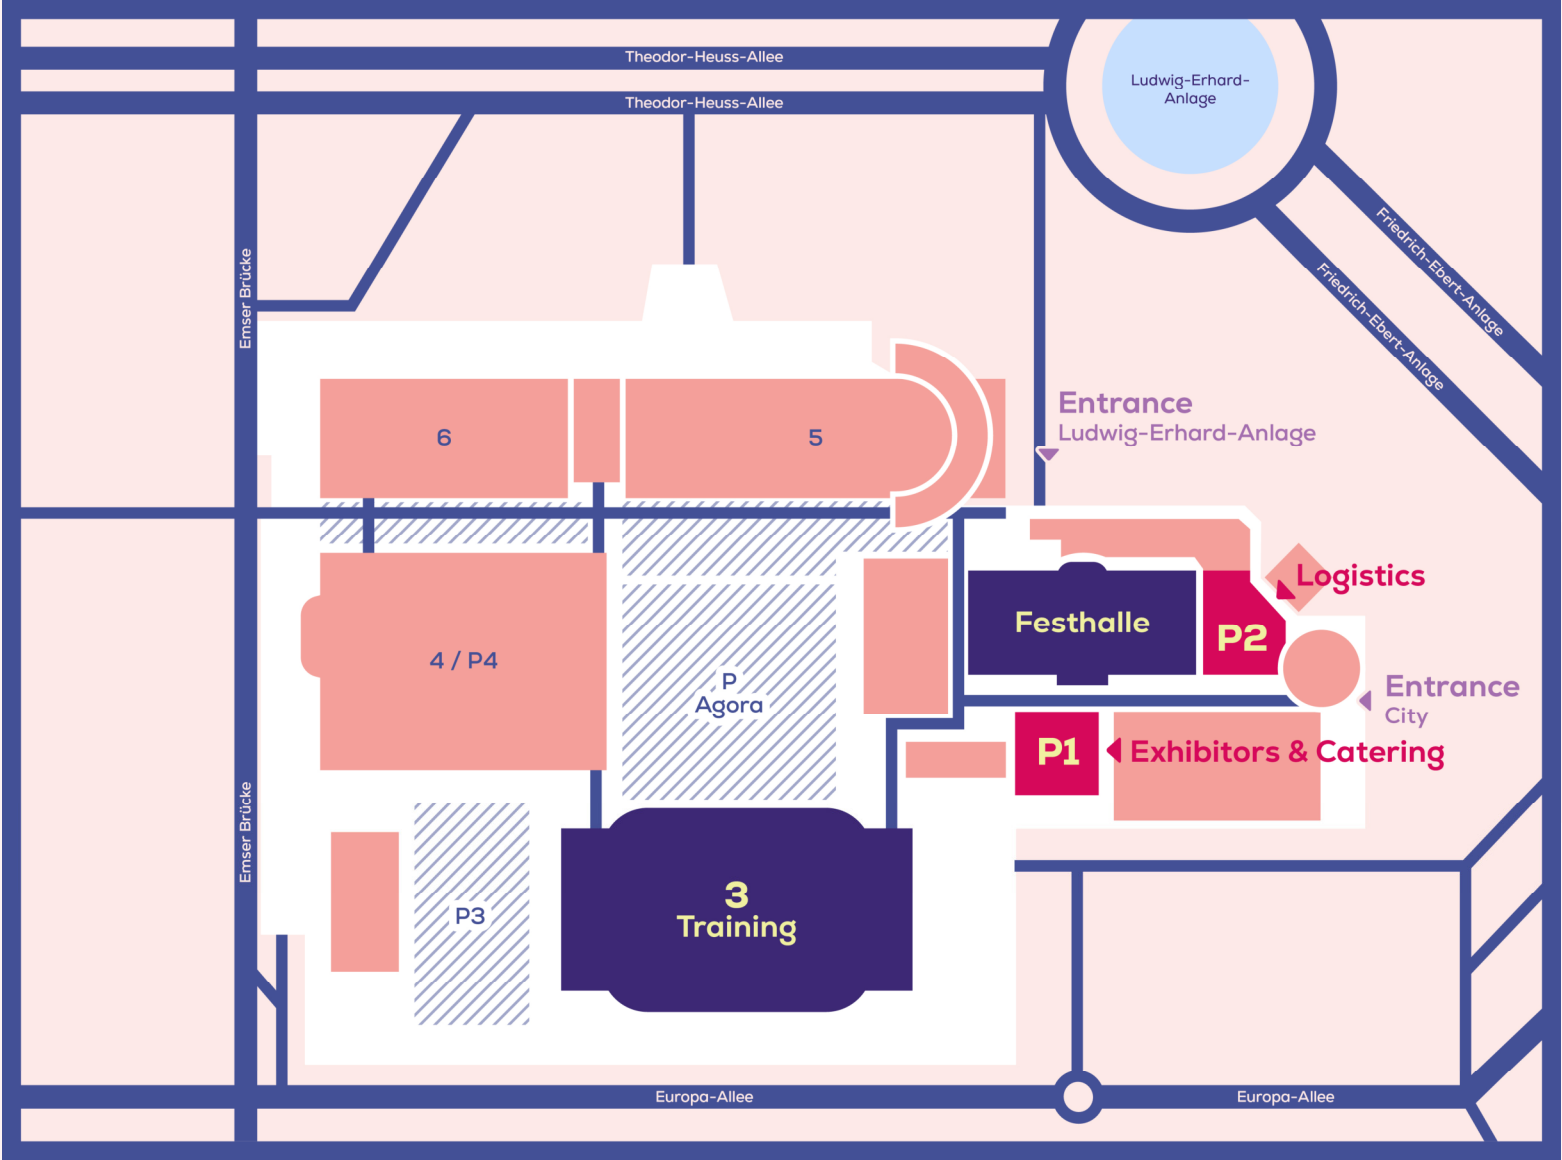 Theodor-Heuss-Allee
Theodor-Heuss-Allee
Ludwig-Erhard-
Anlage
Friedrich-Ebert-Anlage
Friedrich-Ebert-Anlage
Emser Brücke
Entrance
Ludwig-Erhard-Anlage
6
5
Logistics
Festhalle
P2
4 / P4
P
Agora
Entrance
City
P1
Exhibitors & Catering
Emser Brücke
3
Training
P3
Europa-Allee
Europa-Allee